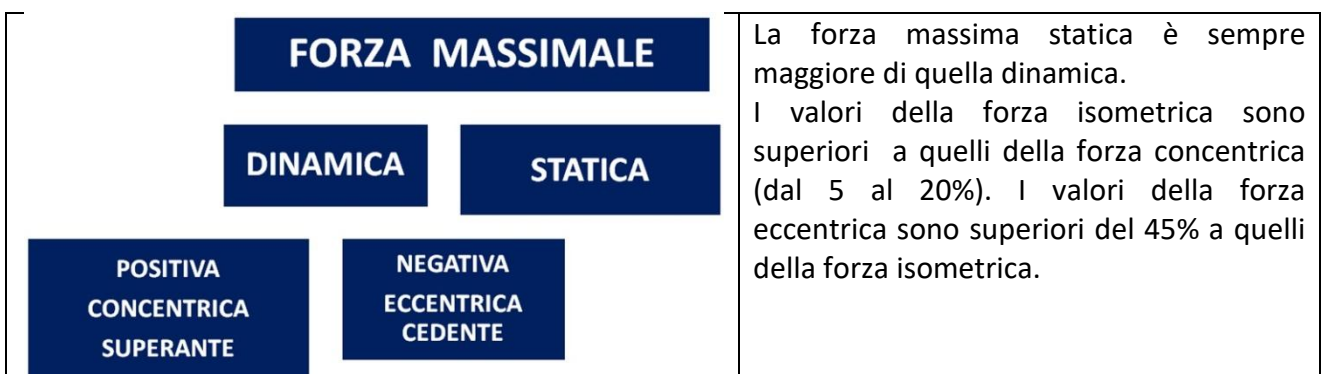 FORZA MASSIMALE
DINAMICA
STATICA
POSITIVA
CONCENTRICA
SUPERANTE
NEGATIVA
ECCENTRICA
CEDENTE
La forza massima statica è sempre
maggiore di quella dinamica.
I valori della forza isometrica sono
superiori a quelli della forza concentrica
(dal 5 al 20%). I valori della forza
eccentrica sono superiori del 45% a quelli
della forza isometrica.